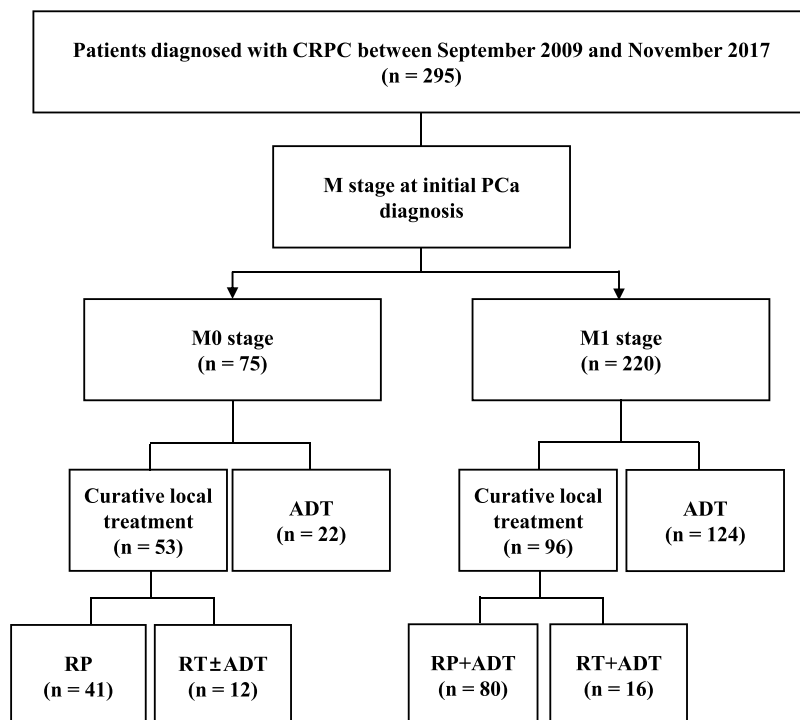 Patients diagnosed with CRPC between September 2009 and November 2017
(n = 295)
M stage at initial PCa
diagnosis
M0 stage
(n = 75)
M1 stage
(n = 220)
Curative local
treatment
(n = 53)
ADT
(n = 22)
Curative local
treatment
(n = 96)
ADT
(n = 124)
RP
(n = 41)
RT±ADT
(n = 12)
RP+ADT
(n = 80)
RT+ADT
(n = 16)